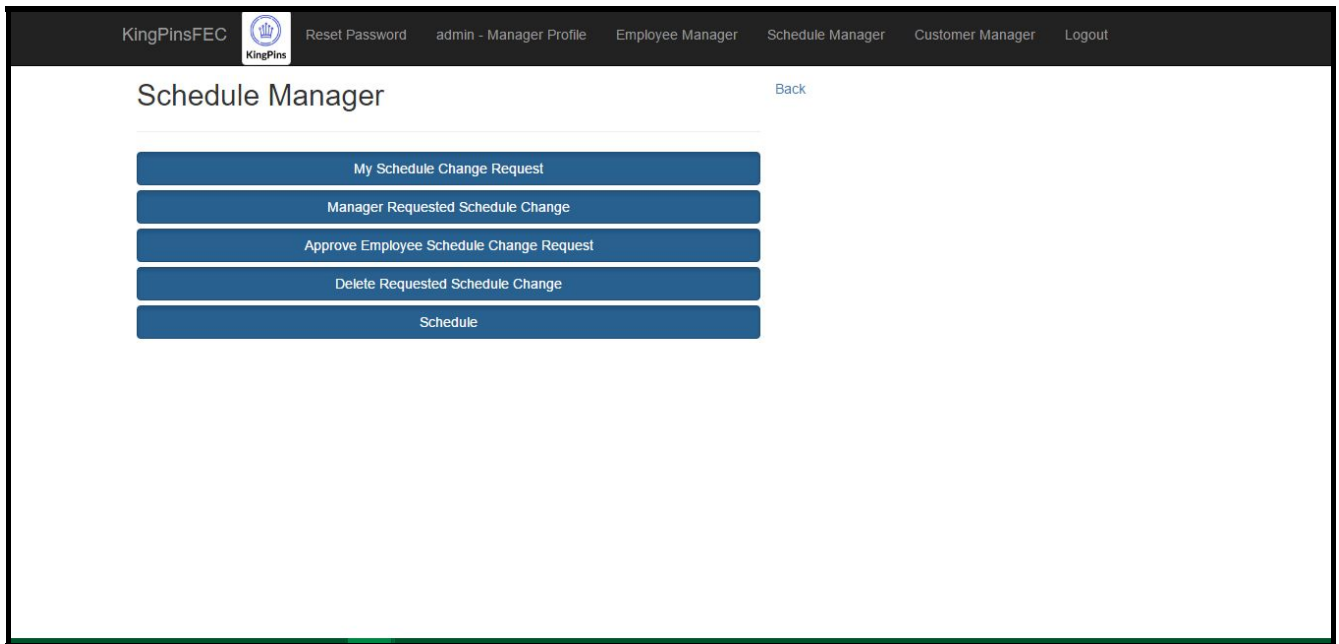 KingPinsFEC KingPins Reset Password admin - Manager Profile Employee Manager Schedule Manager Customer Manager Logout
Schedule Manager
Back
My Schedule Change Request
Manager Requested Schedule Change
Approve Employee Schedule Change Request
Delete Requested Schedule Change
Schedule